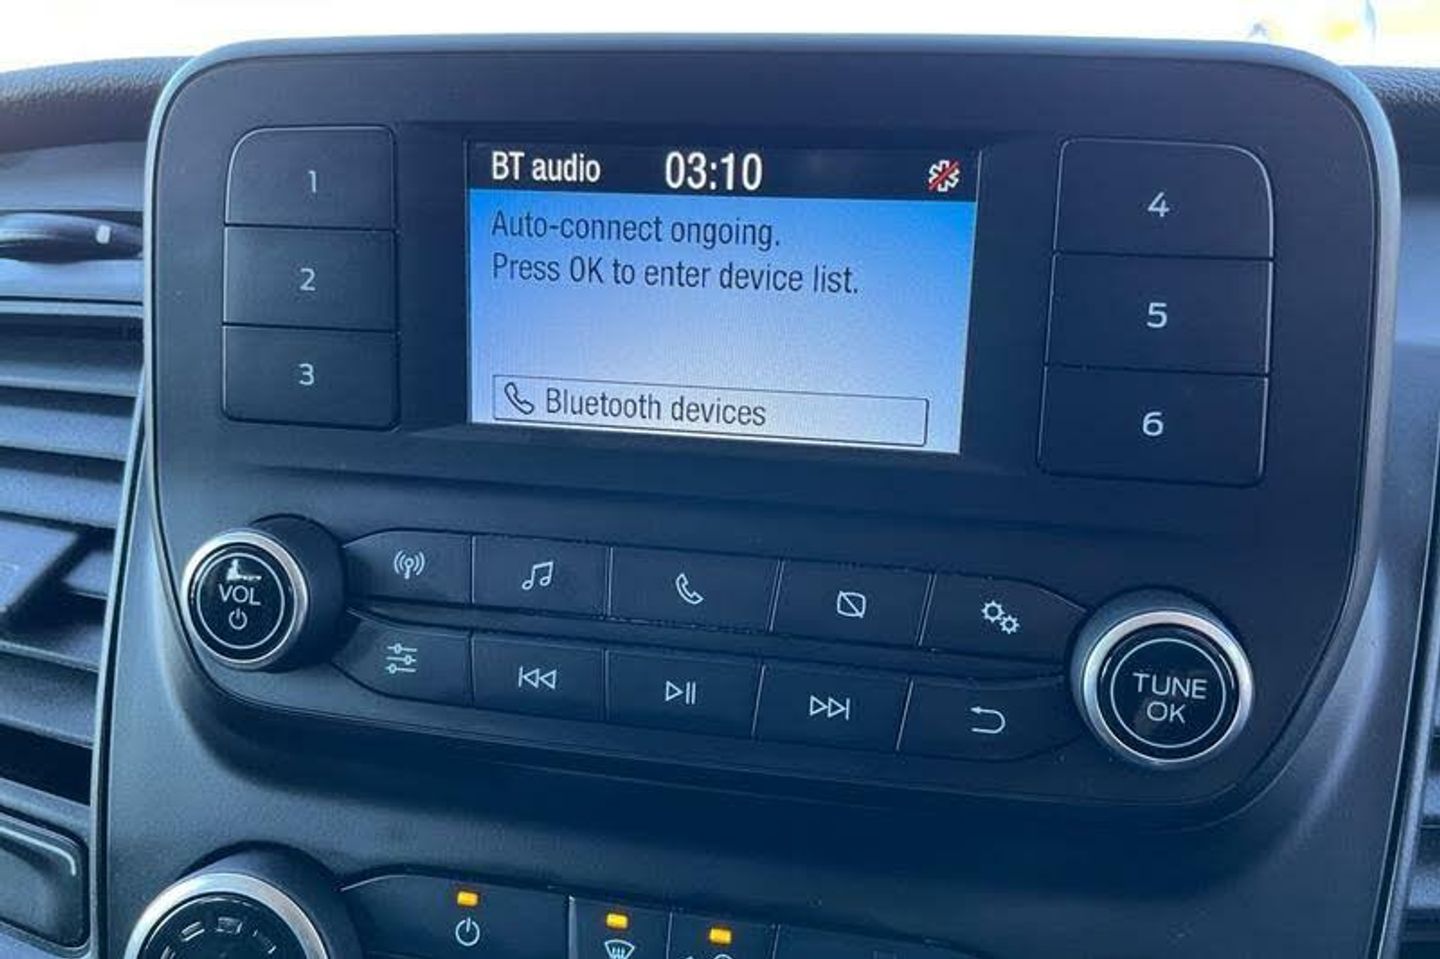 BT audio 03:10
Auto-connect ongoing.
Press OK to enter device list.
Bluetooth devices
1
2
3
4
5
6
VOL
TUNE
OK